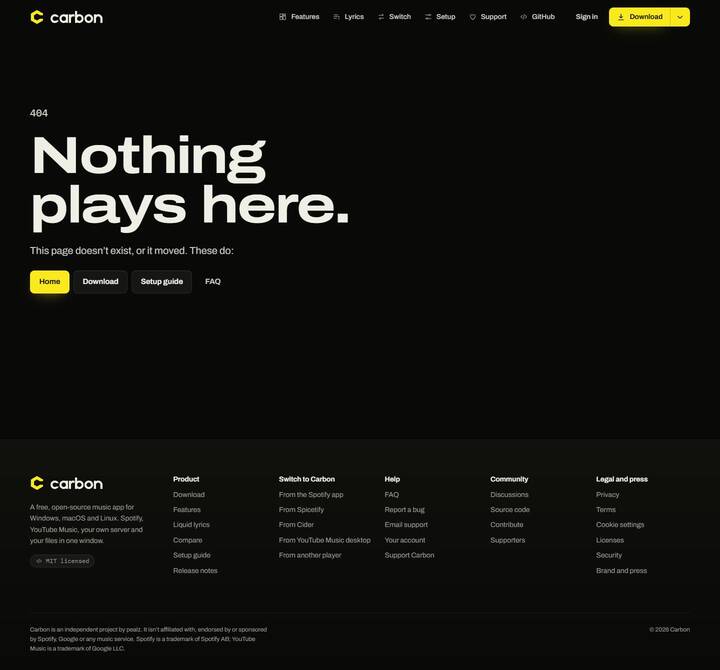 carbon
Features
Lyrics
Switch
Setup
Support
GitHub
Sign in
Download
404
Nothing
plays here.
This page doesn't exist, or it moved. These do:
Home
Download
Setup guide
FAQ
carbon
A free, open-source music app for
Windows, macOS and Linux. Spotify,
YouTube Music, your own server and
your files in one window.
MIT licensed
Product
Download
Features
Liquid lyrics
Compare
Setup guide
Release notes
Switch to Carbon
From the Spotify app
From Spicetify
From Cider
From YouTube Music desktop
From another player
Help
FAQ
Report a bug
Email support
Your account
Support Carbon
Community
Discussions
Source code
Contribute
Supporters
Legal and press
Privacy
Terms
Cookie settings
Licenses
Security
Brand and press
Carbon is an independent project by pealz. It isn't affiliated with, endorsed by or sponsored
by Spotify, Google or any music service. Spotify is a trademark of Spotify AB; YouTube
Music is a trademark of Google LLC.
© 2026 Carbon